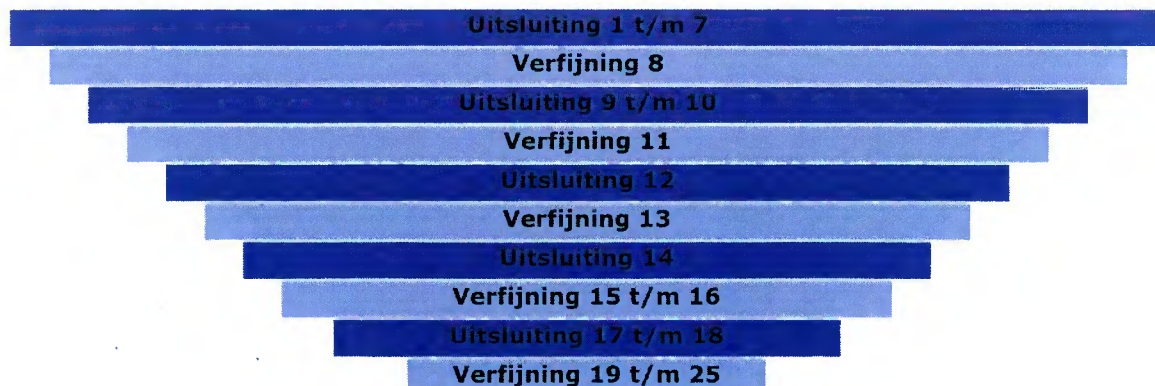 Uitsluiting 1 t/m 7
Verfijning 8
Uitsluiting 9 t/m 10
Verfijning 11
Uitsluiting 12
Verfijning 13
Uitsluiting 14
Verfijning 15 t/m 16
Uitsluiting 17 t/m 18
Verfijning 19 t/m 25